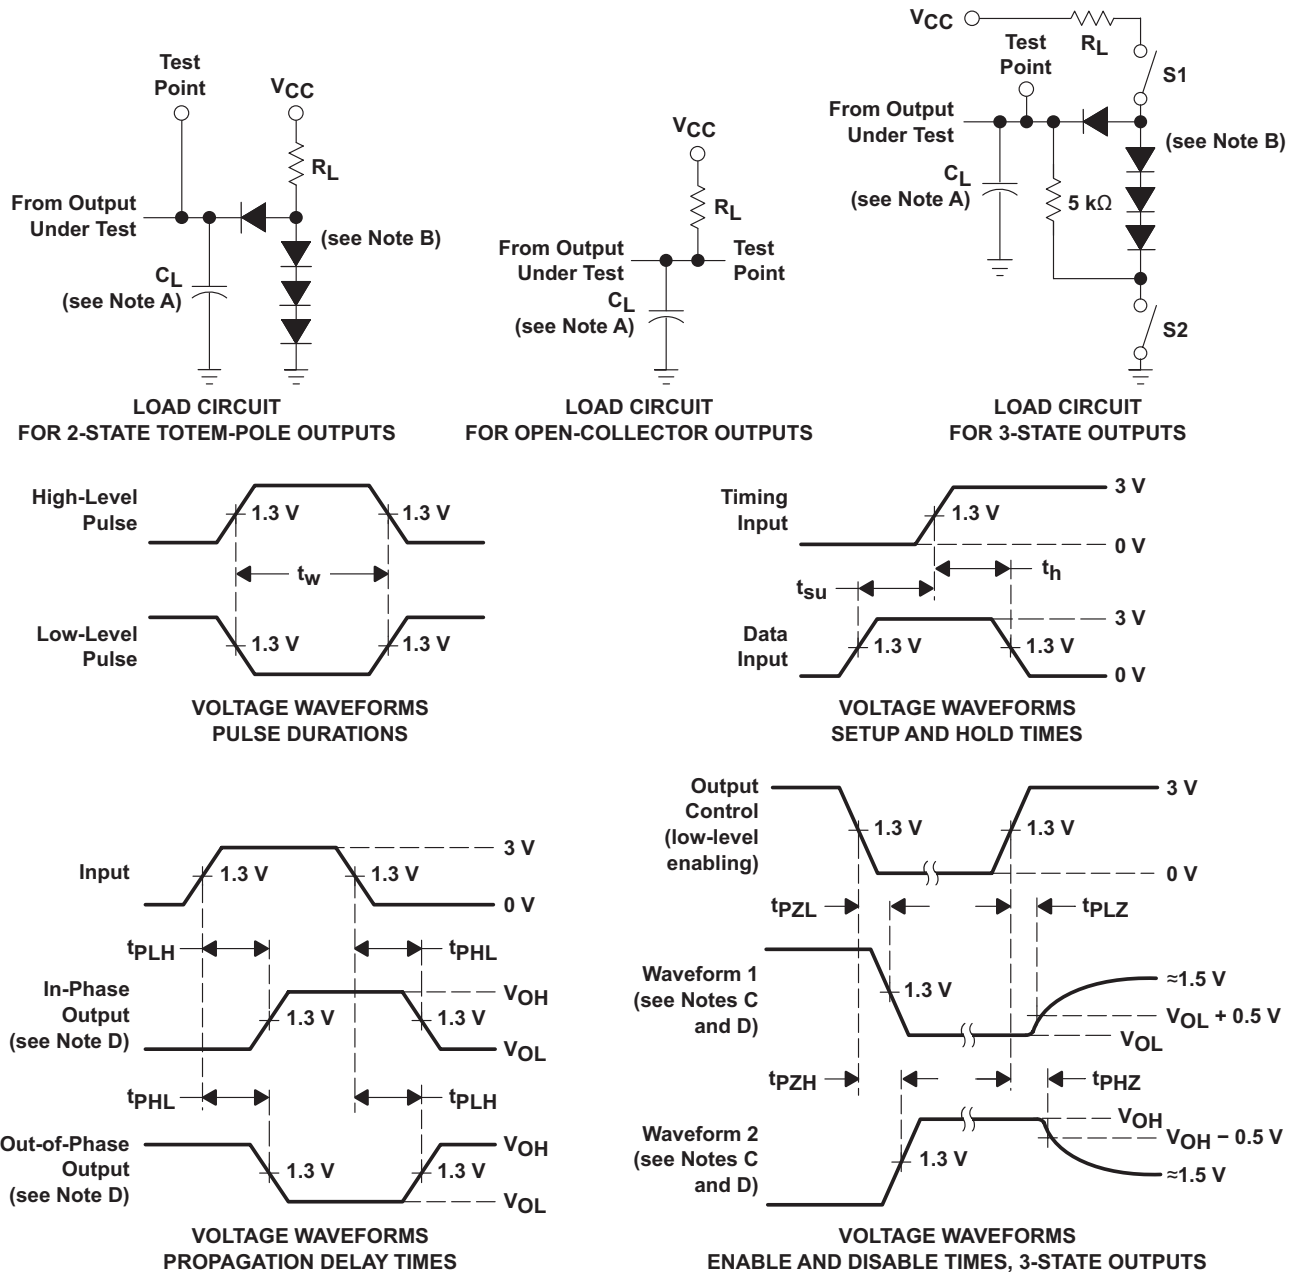 Test
Point
VCC
RL
From Output
Under Test
(see Note B)
CL
(see Note A)
LOAD CIRCUIT
FOR 2-STATE TOTEM-POLE OUTPUTS
VCC
RL
From Output
Under Test
Test
Point
CL
(see Note A)
LOAD CIRCUIT
FOR OPEN-COLLECTOR OUTPUTS
VCC
RL
Test
Point
S1
From Output
Under Test
(see Note B)
CL
(see Note A)
5 kΩ
S2
LOAD CIRCUIT
FOR 3-STATE OUTPUTS
High-Level
Pulse
1.3 V
1.3 V
tw
Low-Level
Pulse
1.3 V
1.3 V
VOLTAGE WAVEFORMS
PULSE DURATIONS
Timing
Input
1.3 V
3 V
0 V
th
tsu
Data
Input
1.3 V
1.3 V
3 V
0 V
VOLTAGE WAVEFORMS
SETUP AND HOLD TIMES
Input
1.3 V
1.3 V
3 V
0 V
tPLH
tPHL
In-Phase
Output
(see Note D)
1.3 V
1.3 V
VOH
VOL
tPHL
tPLH
Out-of-Phase
Output
(see Note D)
1.3 V
1.3 V
VOH
VOL
VOLTAGE WAVEFORMS
PROPAGATION DELAY TIMES
Output
Control
(low-level
enabling)
1.3 V
1.3 V
3 V
0 V
tPZL
tPLZ
Waveform 1
(see Notes C
and D)
1.3 V
≈1.5 V
VOL + 0.5 V
VOL
tPZH
tPHZ
Waveform 2
(see Notes C
and D)
1.3 V
VOH
VOH − 0.5 V
≈1.5 V
VOLTAGE WAVEFORMS
ENABLE AND DISABLE TIMES, 3-STATE OUTPUTS